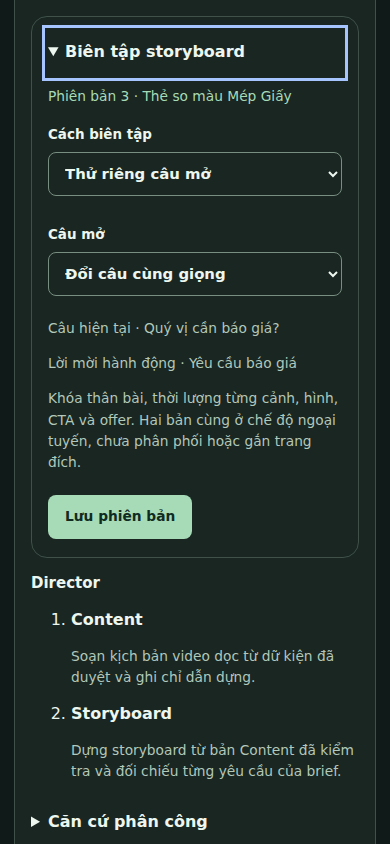 Biên tập storyboard
Phiên bản 3 · Thẻ so màu Mép Giấy
Cách biên tập
Thử riêng câu mở
Câu mở
Đổi câu cùng giọng
Câu hiện tại · Quý vị cần báo giá?
Lời mời hành động · Yêu cầu báo giá
Khóa thân bài, thời lượng từng cảnh, hình,
CTA và offer. Hai bản cùng ở chế độ ngoại
tuyến, chưa phân phối hoặc gắn trang
đích.
Lưu phiên bản
Director
1. Content
Soạn kịch bản video dọc từ dữ kiện đã
duyệt và ghi chỉ dẫn dựng.
2. Storyboard
Dựng storyboard từ bản Content đã kiểm
tra và đối chiếu từng yêu cầu của brief.
Căn cứ phân công